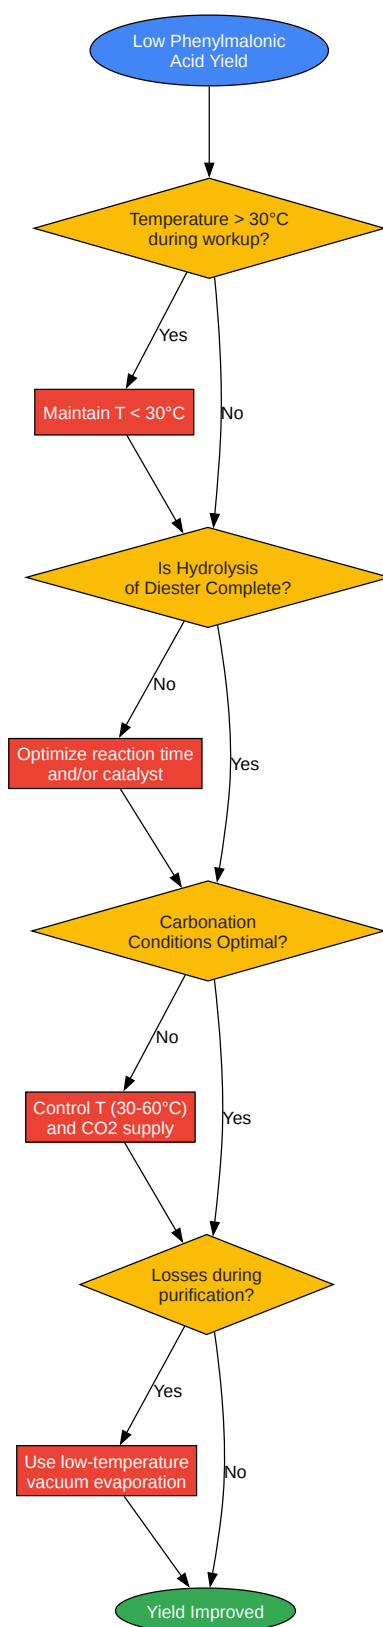 Low Phenylmalonic
Acid Yield
Temperature > 30°C
during workup?
Yes
Maintain T < 30°C
No
Is Hydrolysis
of Diester Complete?
No
Optimize reaction time
and/or catalyst
Yes
Carbonation
Conditions Optimal?
No
Control T (30-60°C)
and CO2 supply
Yes
Losses during
purification?
Yes
Use low-temperature
vacuum evaporation
No
Yield Improved